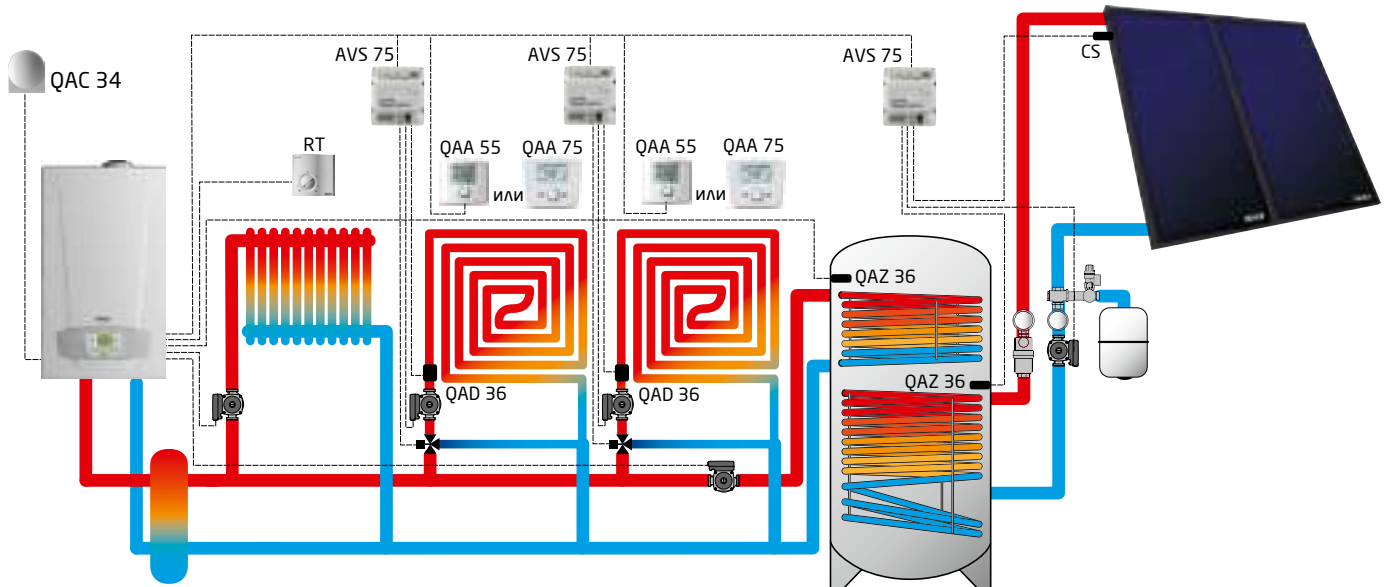 CS
AVS 75
AVS 75
AVS 75
QAC 34
RT
QAA 55
QAA 75
QAA 55
QAA 75
или
или
QAZ 36
QAZ 36
QAD 36
QAD 36